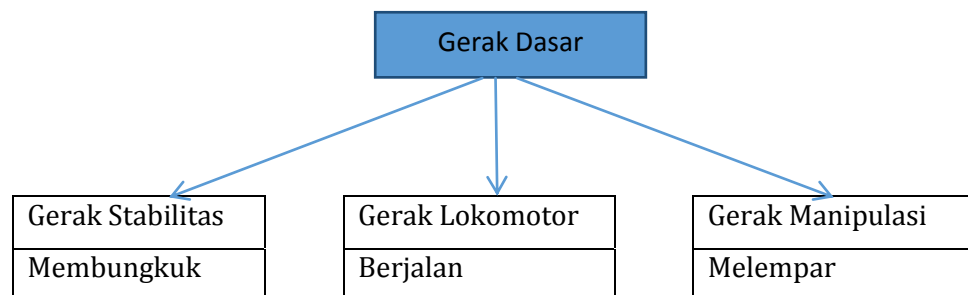 Gerak Dasar
Gerak Stabilitas
Gerak Lokomotor
Gerak Manipulasi
Membungkuk
Berjalan
Melempar